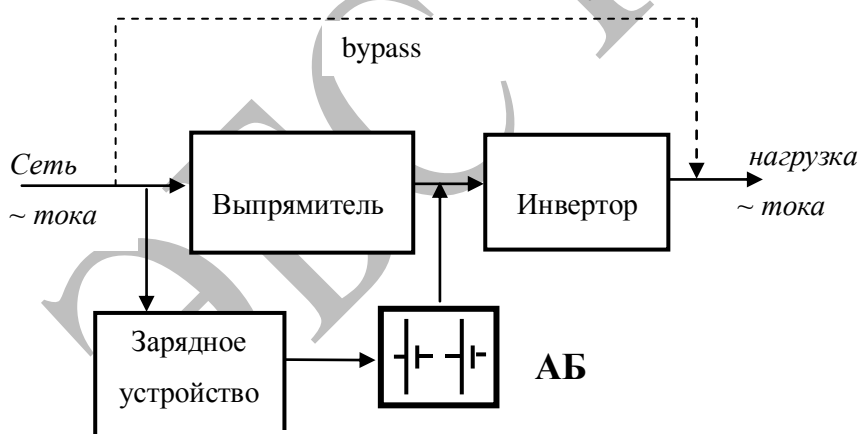 bypass
Сеть
~ тока
Выпрямитель
Инвертор
нагрузка
~ тока
Зарядное
устройство
АБ